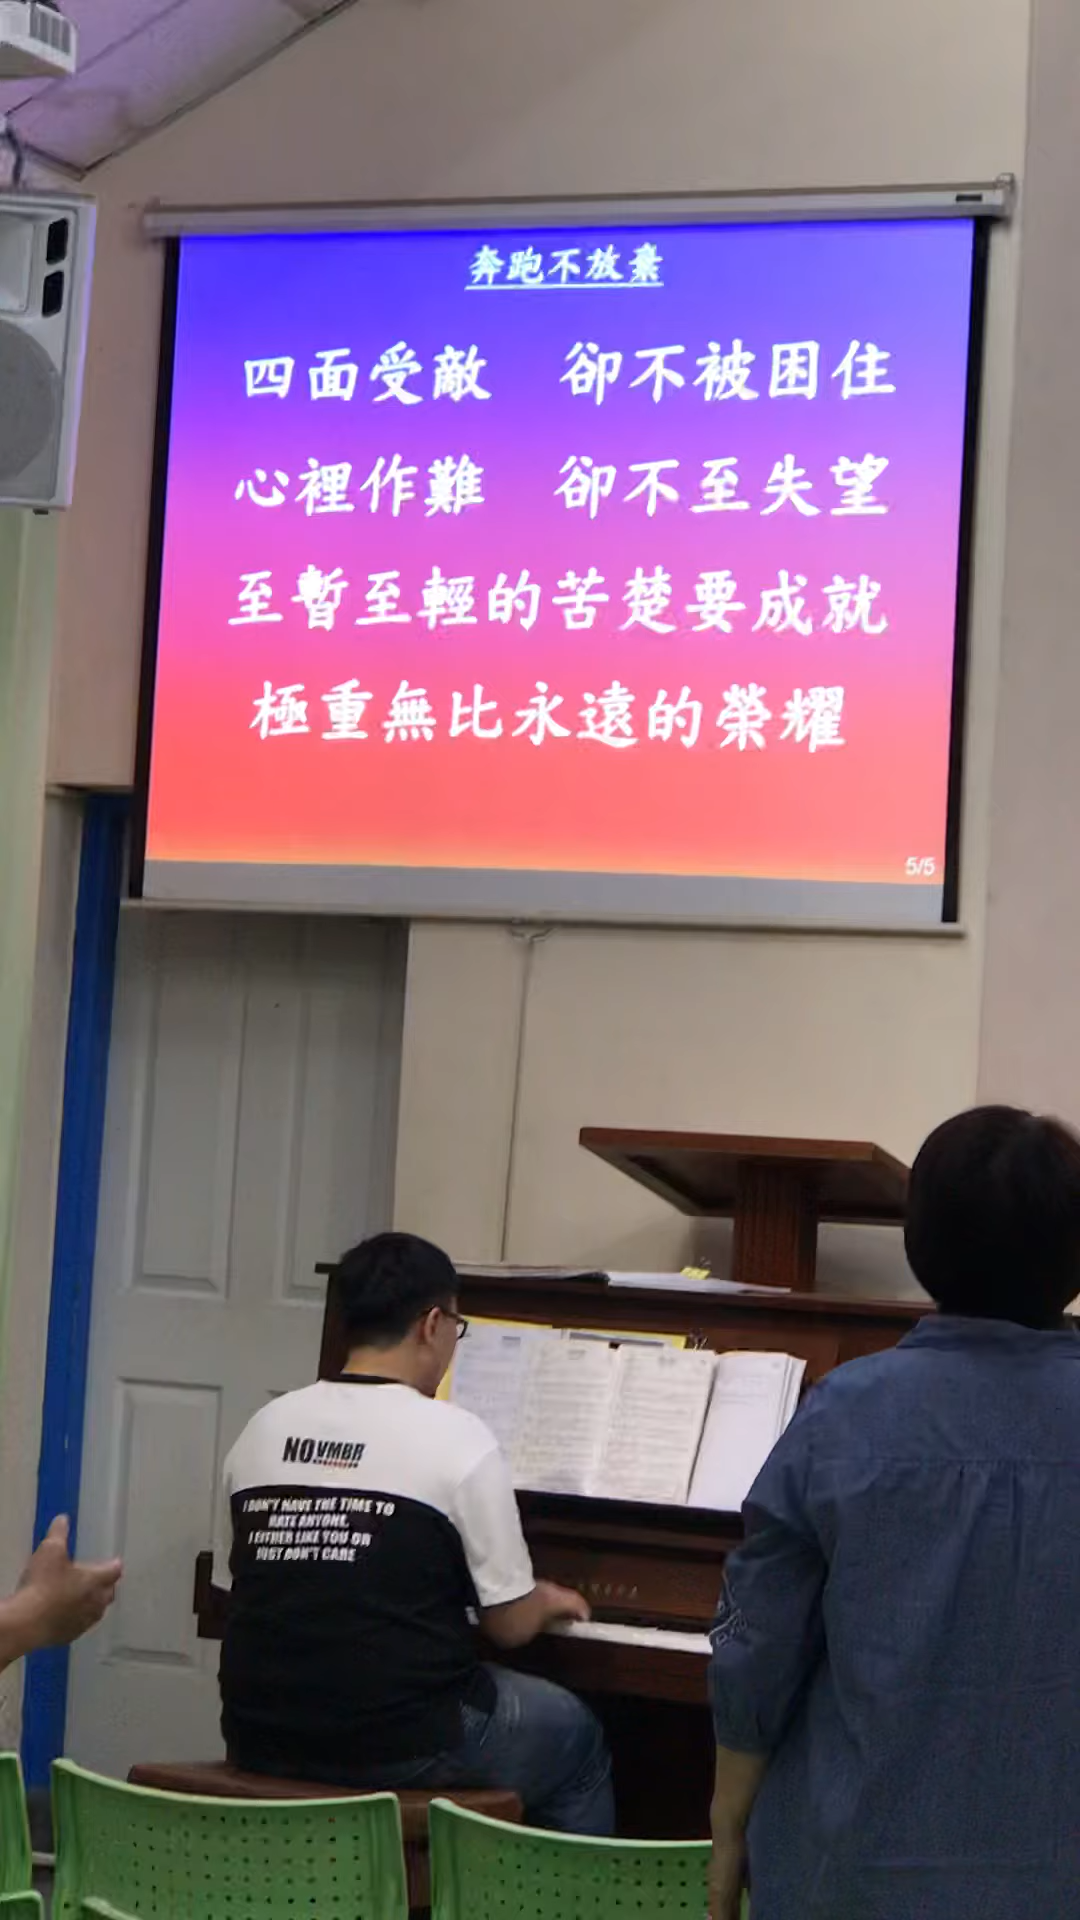 奔跑不放棄
四面受敵 卻不被困住
心裡作難 卻不至失望
至暫至輕的苦楚要成就
極重無比永遠的榮耀
5/5
NOVMBR
I DON'T HAVE THE TIME TO
HATE ANYONE,
I EITHER LIKE YOU OR
JUST DON'T CARE